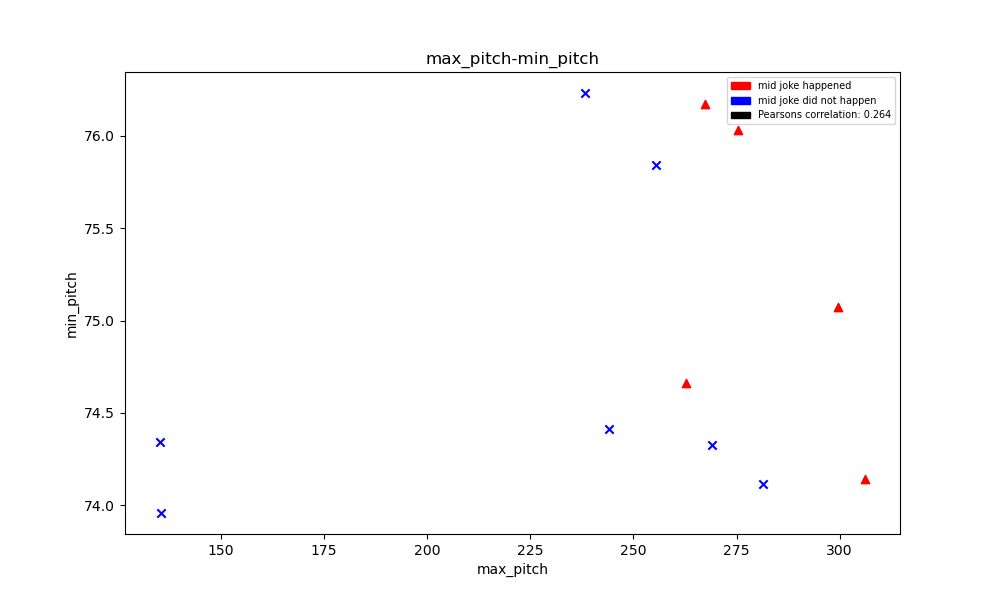 max_pitch-min_pitch
mid joke happened
mid joke did not happen
Pearsons correlation: 0.264
76.0
75.5
75.0
74.5
74.0
min_pitch
150
175
200
225
250
275
300
max_pitch